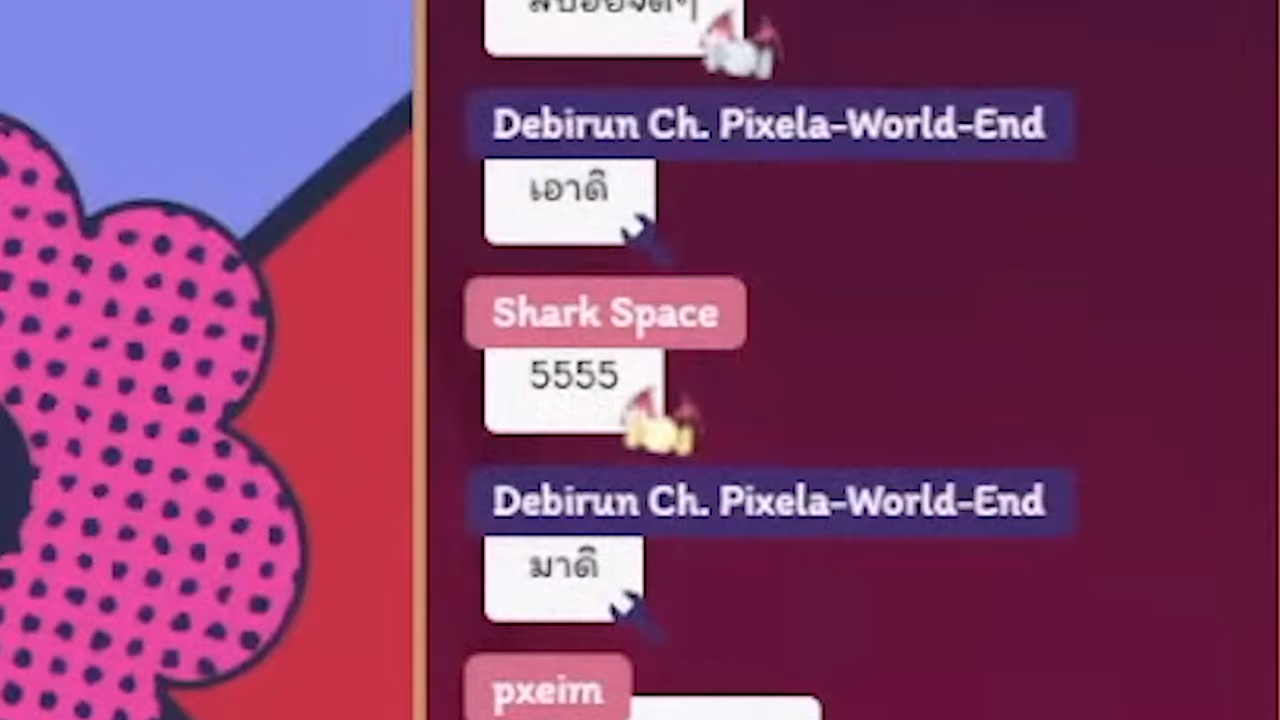 Debirun Ch. Pixela-World-End
เอาดิ
Shark Space
5555
Debirun Ch. Pixela-World-End
มาดิ
pxeim